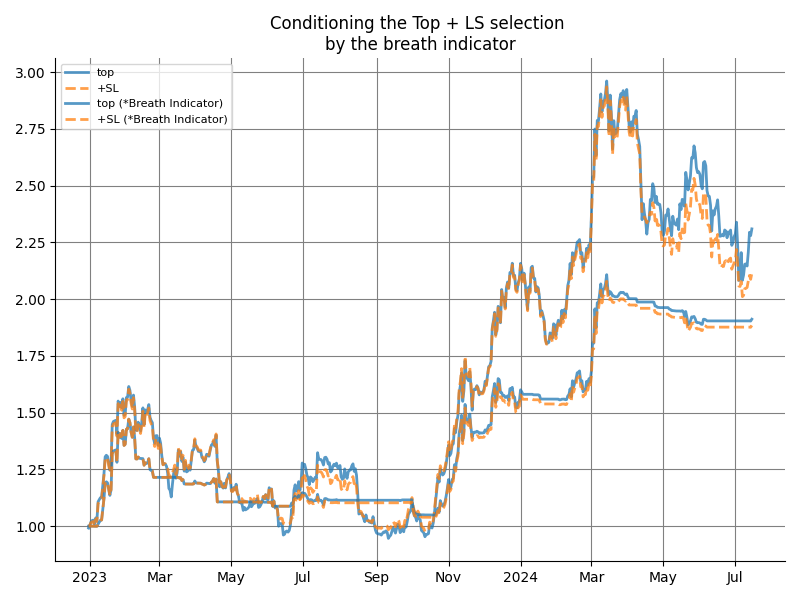 Conditioning the Top + LS selection
by the breath indicator
top
+SL
top (*Breath Indicator)
+SL (*Breath Indicator)
3.00
2.75
2.50
2.25
2.00
1.75
1.50
1.25
1.00
2023
Mar
May
Jul
Sep
Nov
2024
Mar
May
Jul